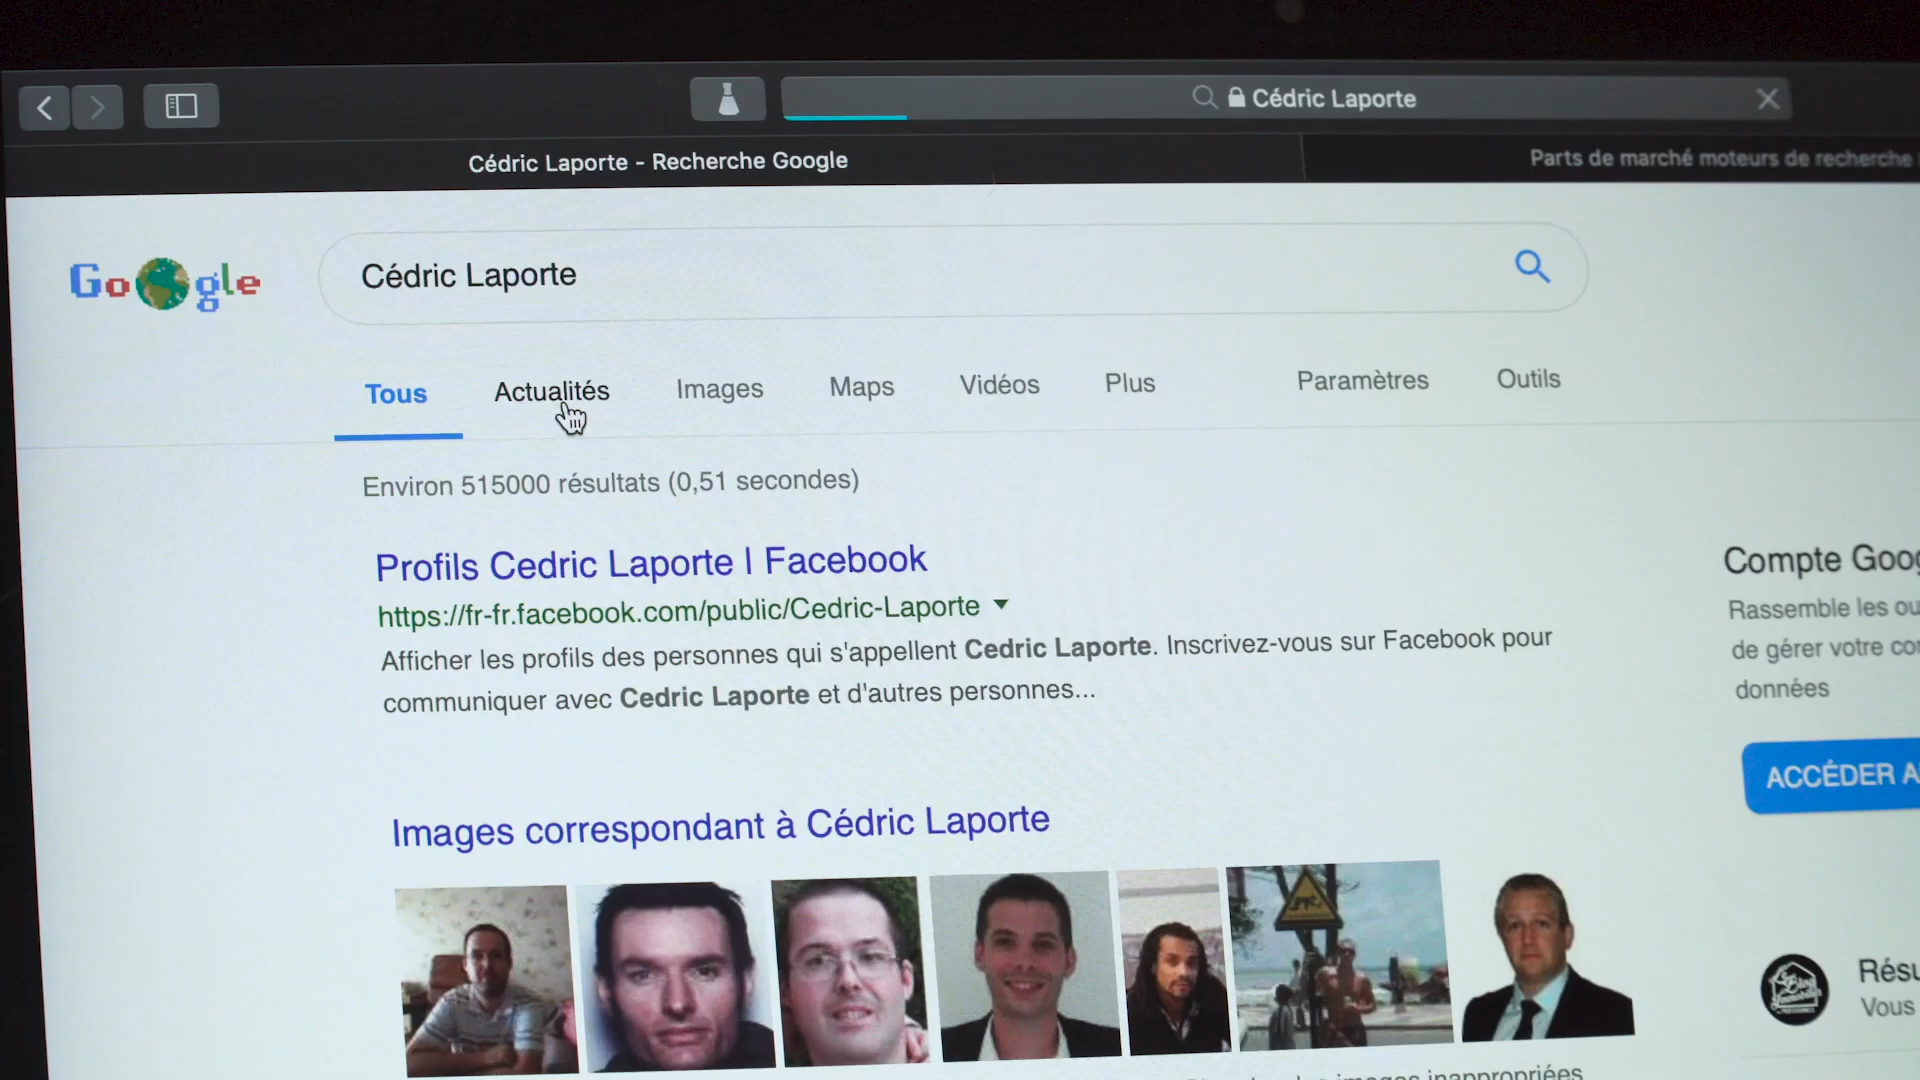 Cédric Laporte
Cédric Laporte - Recherche Google
Parts de marché moteurs de recherche
Google
Cédric Laporte
Tous
Actualités
Images
Maps
Vidéos
Plus
Paramètres
Outils
Environ 515000 résultats (0,51 secondes)
Profils Cedric Laporte | Facebook
https://fr-fr.facebook.com/public/Cedric-Laporte
Afficher les profils des personnes qui s'appellent Cedric Laporte. Inscrivez-vous sur Facebook pour
communiquer avec Cedric Laporte et d'autres personnes...
Images correspondant à Cédric Laporte
images inappropriées
Compte Goog
Rassemble les ou
de gérer votre co
données
ACCÉDER A
Résu
Vous